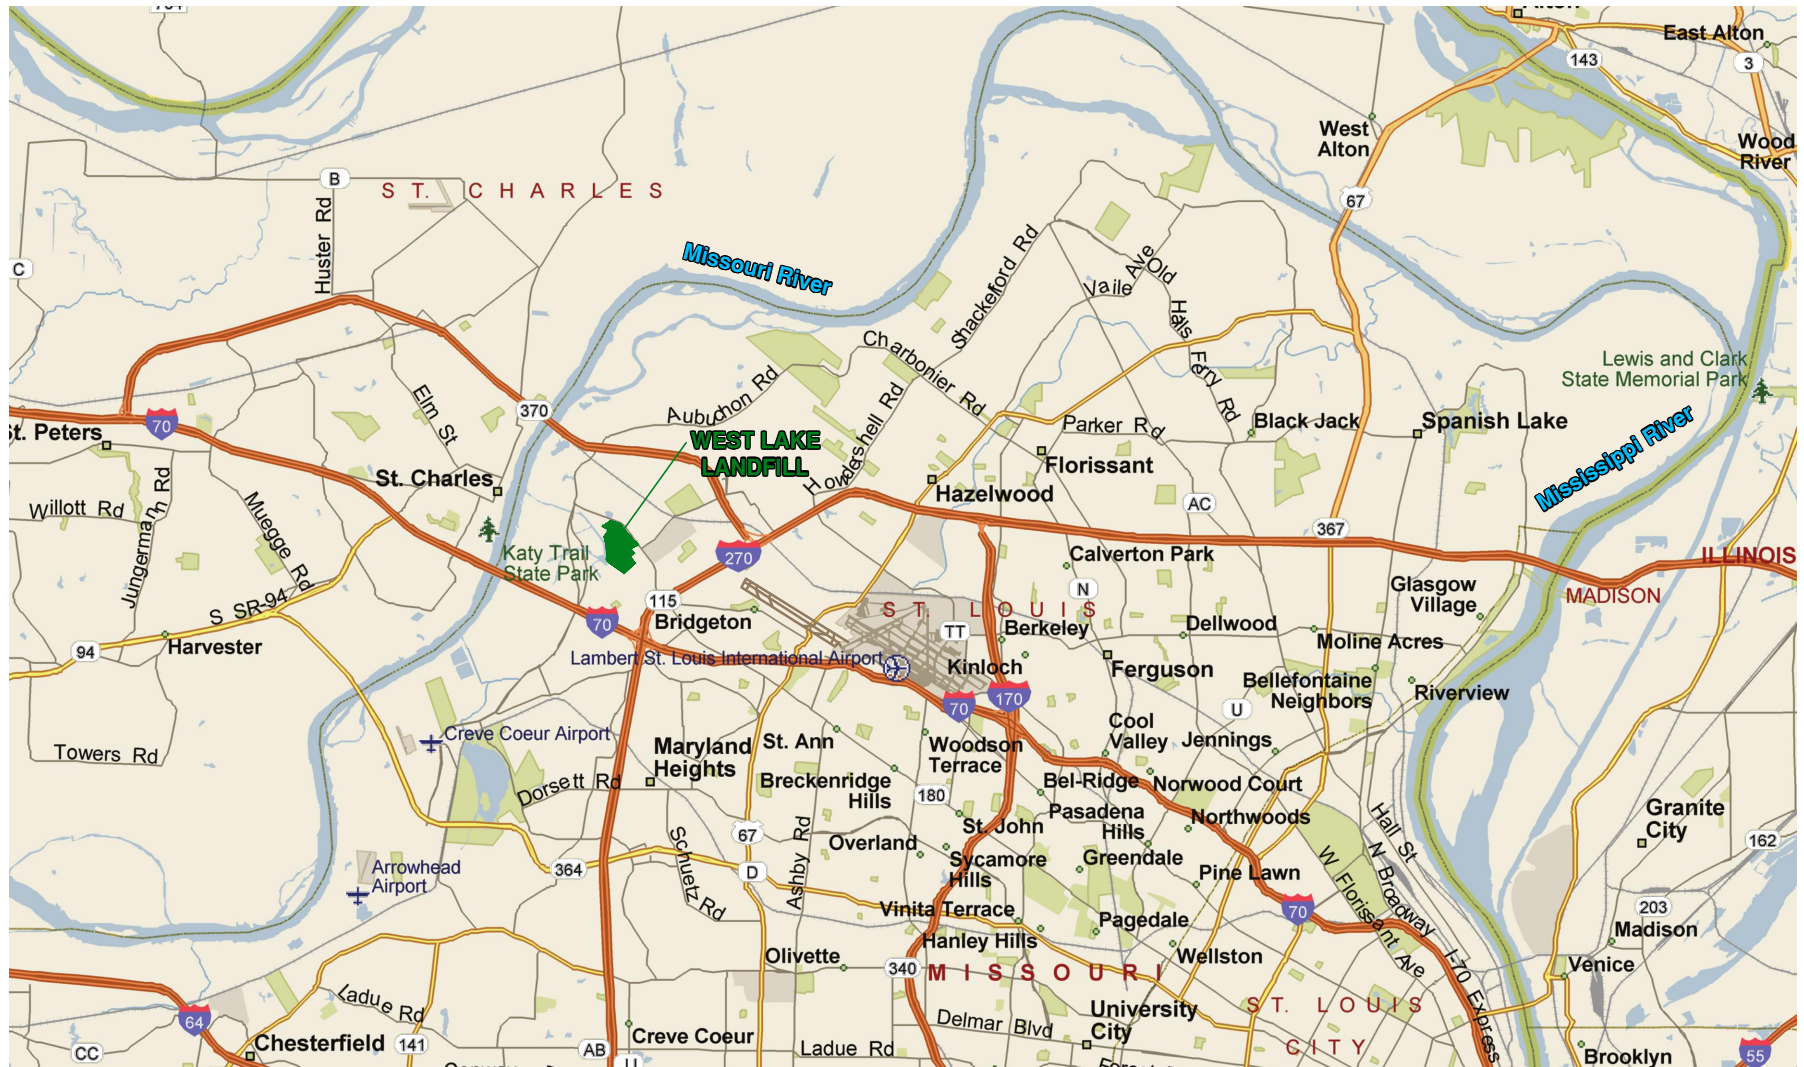 East Alton
143
3
West
Alton
Wood
River
B
ST. CHARLES
67
Huster Rd
C
Missouri River
Shackelford Rd
Vaile Ave
Old Halls Ferry Rd
Charbonier Rd
Lewis and Clark
State Memorial Park
Elm St
370
Aubuchon Rd
Howdershell Rd
70
St. Peters
WEST LAKE
LANDFILL
Parker Rd
Black Jack
Spanish Lake
Mississippi River
Florissant
St. Charles
Hazelwood
Willott Rd
Jungermann Rd
Muegge Rd
AC
367
Katy Trail
State Park
270
Calverton Park
ILLINOIS
MADISON
Glasgow
Village
N
S SR-94
115
70
Bridgeton
ST. LOUIS
TT
Berkeley
Dellwood
Moline Acres
94
Harvester
Lambert St. Louis International Airport
Kinloch
Ferguson
Bellefontaine
Neighbors
Riverview
70
170
U
Creve Coeur Airport
Towers Rd
Maryland
Heights
St. Ann
Woodson
Terrace
Cool
Valley
Jennings
Dorsett Rd
Breckenridge
Hills
180
Bel-Ridge
Norwood Court
Pasadena
Hills
Northwoods
Granite
City
67
St. John
Overland
Schuetz Rd
Ashby Rd
Hall St
N Broadway
W Florissant Ave
162
Arrowhead
Airport
364
D
Sycamore
Hills
Greendale
Pine Lawn
Vinita Terrace
Pagedale
70
203
Madison
Hanley Hills
Olivette
Wellston
340
MISSOURI
Venice
I-70 Express
Ladue Rd
64
University
City
ST. LOUIS
CITY
Delmar Blvd
Chesterfield
141
Creve Coeur
CC
AB
Ladue Rd
Brooklyn
55